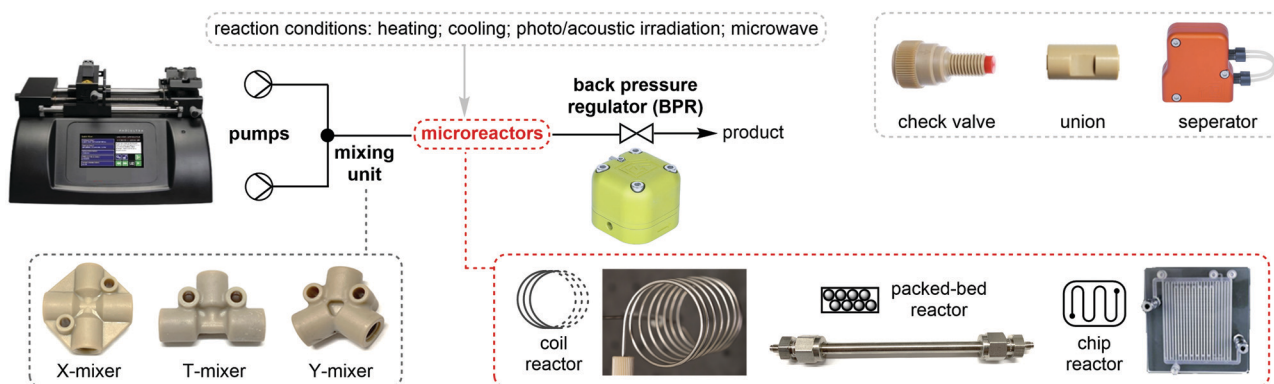 reaction conditions: heating; cooling; photo/acoustic irradiation; microwave
pumps
mixing
unit
microreactors
back pressure
regulator (BPR)
product
check valve
union
seperator
X-mixer
T-mixer
Y-mixer
coil
reactor
packed-bed
reactor
chip
reactor